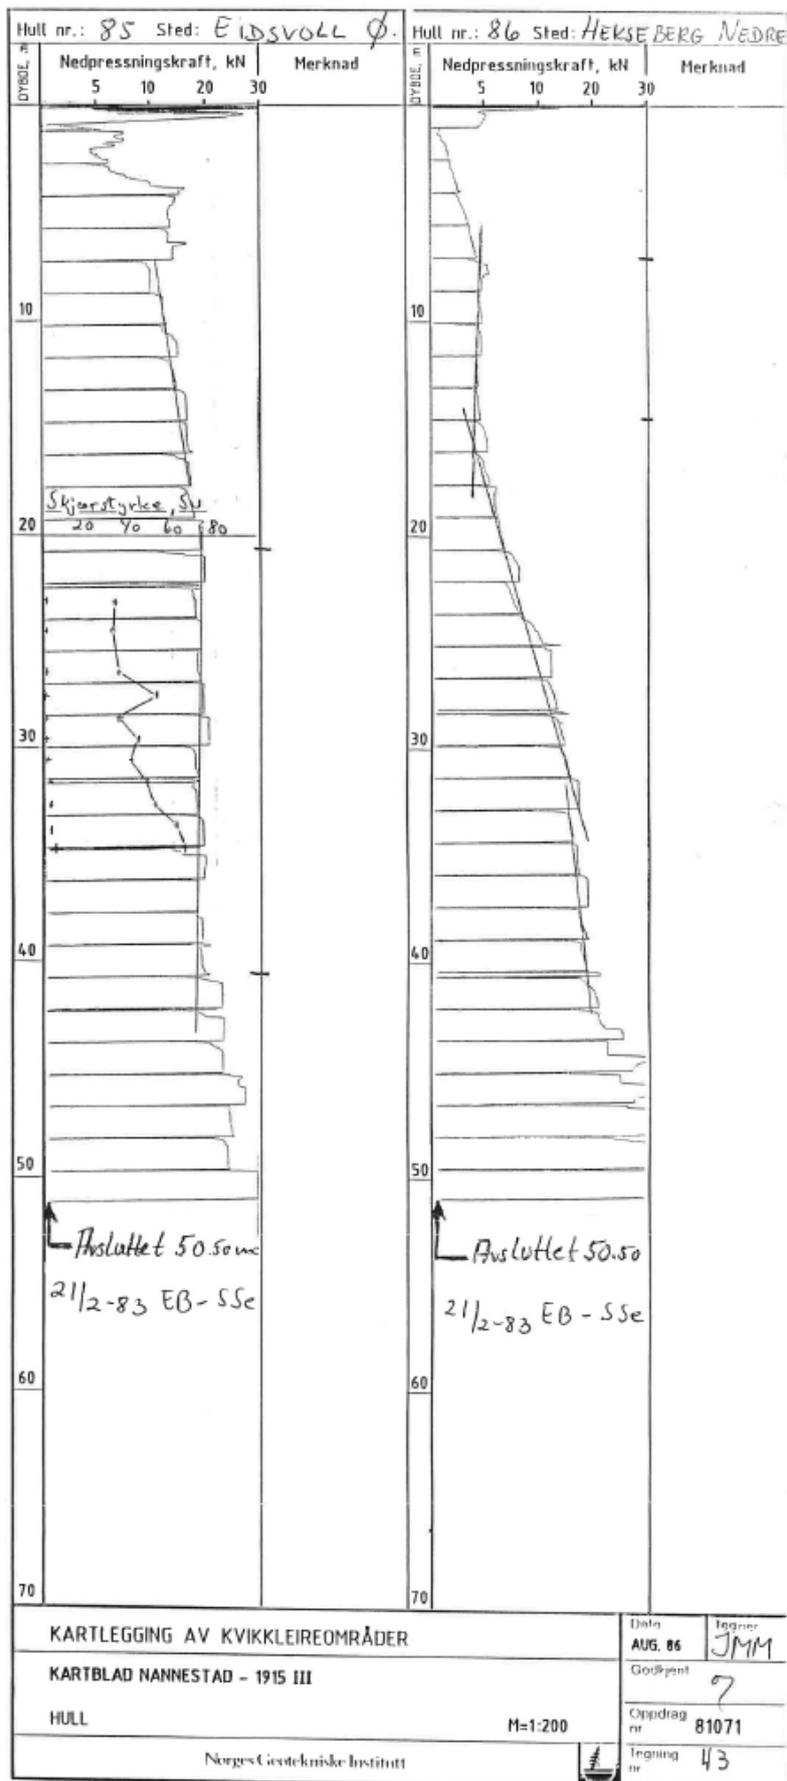 Hull nr.: 85 Sted: EIDSVOLL Ø.
DYBDE, m
Nedpressningskraft, kN
Merknad
5 10 20 30
10
Skjærstyrke, Su
20 40 60 80
20
30
40
50
Avsluttet 50.50 m
21/2-83 EB-SSe
60
70
Hull nr.: 86 Sted: HEKSEBERG NEDRE
DYBDE, m
Nedpressningskraft, kN
Merknad
5 10 20 30
10
20
30
40
50
Avsluttet 50.50
21/2-83 EB-SSe
60
70
KARTLEGGING AV KVIKKLEIREOMRÅDER
KARTBLAD NANNESTAD - 1915 III
HULL
M=1:200
Norges Geotekniske Institutt
Dato
AUG. 86
Tegner
JMM
Godkjent
Oppdrag nr
81071
Tegning nr
43